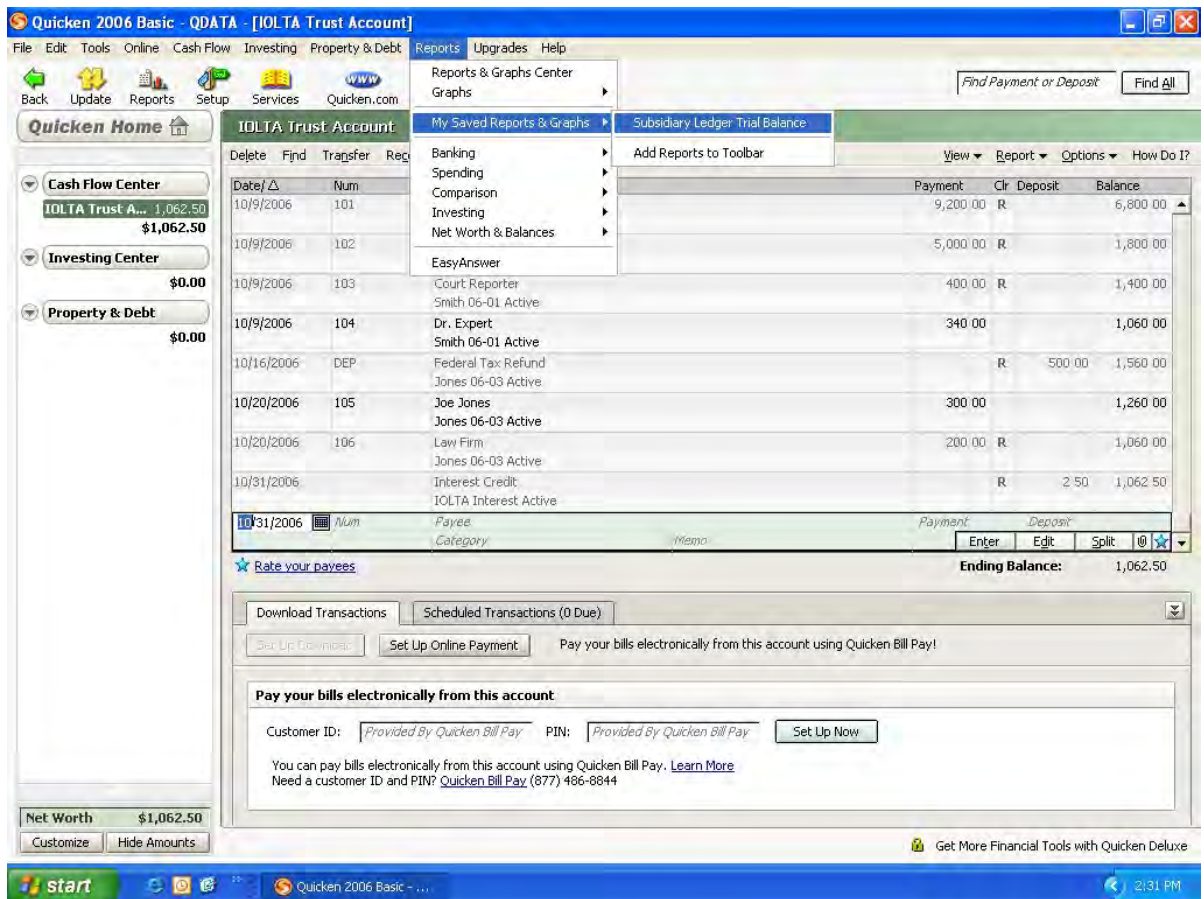 Quicken 2006 Basic - QDATA - [IOLTA Trust Account]
File Edit Tools Online Cash Flow Investing Property & Debt Reports Upgrades Help
Back Update Reports Setup Services Quicken.com
Find Payment or Deposit Find All
Reports & Graphs Center
Graphs
My Saved Reports & Graphs
Subsidiary Ledger Trial Balance
Add Reports to Toolbar
Banking
Spending
Comparison
Investing
Net Worth & Balances
EasyAnswer
Quicken Home
Cash Flow Center
IOLTA Trust A... 1,062.50
$1,062.50
Investing Center
$0.00
Property & Debt
$0.00
IOLTA Trust Account
Delete Find Transfer View Report Options How Do I?
Date/ Num Payment Clr Deposit Balance
10/9/2006 101 9,200 00 R 6,800 00
10/9/2006 102 5,000 00 R 1,800 00
10/9/2006 103 Court Reporter 400 00 R 1,400 00
Smith 06-01 Active
10/9/2006 104 Dr. Expert 340 00 1,060 00
Smith 06-01 Active
10/16/2006 DEP Federal Tax Refund R 500 00 1,560 00
Jones 06-03 Active
10/20/2006 105 Joe Jones 300 00 1,260 00
Jones 06-03 Active
10/20/2006 106 Law Firm 200 00 R 1,060 00
Jones 06-03 Active
10/31/2006 Interest Credit R 2 50 1,062 50
IOLTA Interest Active
10/31/2006 Num Payee Payment Deposit
Category Memo Enter Edit Split
Rate your payees Ending Balance: 1,062.50
Download Transactions Scheduled Transactions (0 Due)
Set Up Download Set Up Online Payment Pay your bills electronically from this account using Quicken Bill Pay!
Pay your bills electronically from this account
Customer ID: Provided By Quicken Bill Pay PIN: Provided By Quicken Bill Pay Set Up Now
You can pay bills electronically from this account using Quicken Bill Pay. Learn More
Need a customer ID and PIN? Quicken Bill Pay (877) 486-8844
Net Worth $1,062.50
Customize Hide Amounts
Get More Financial Tools with Quicken Deluxe
start Quicken 2006 Basic - ... 2:31 PM